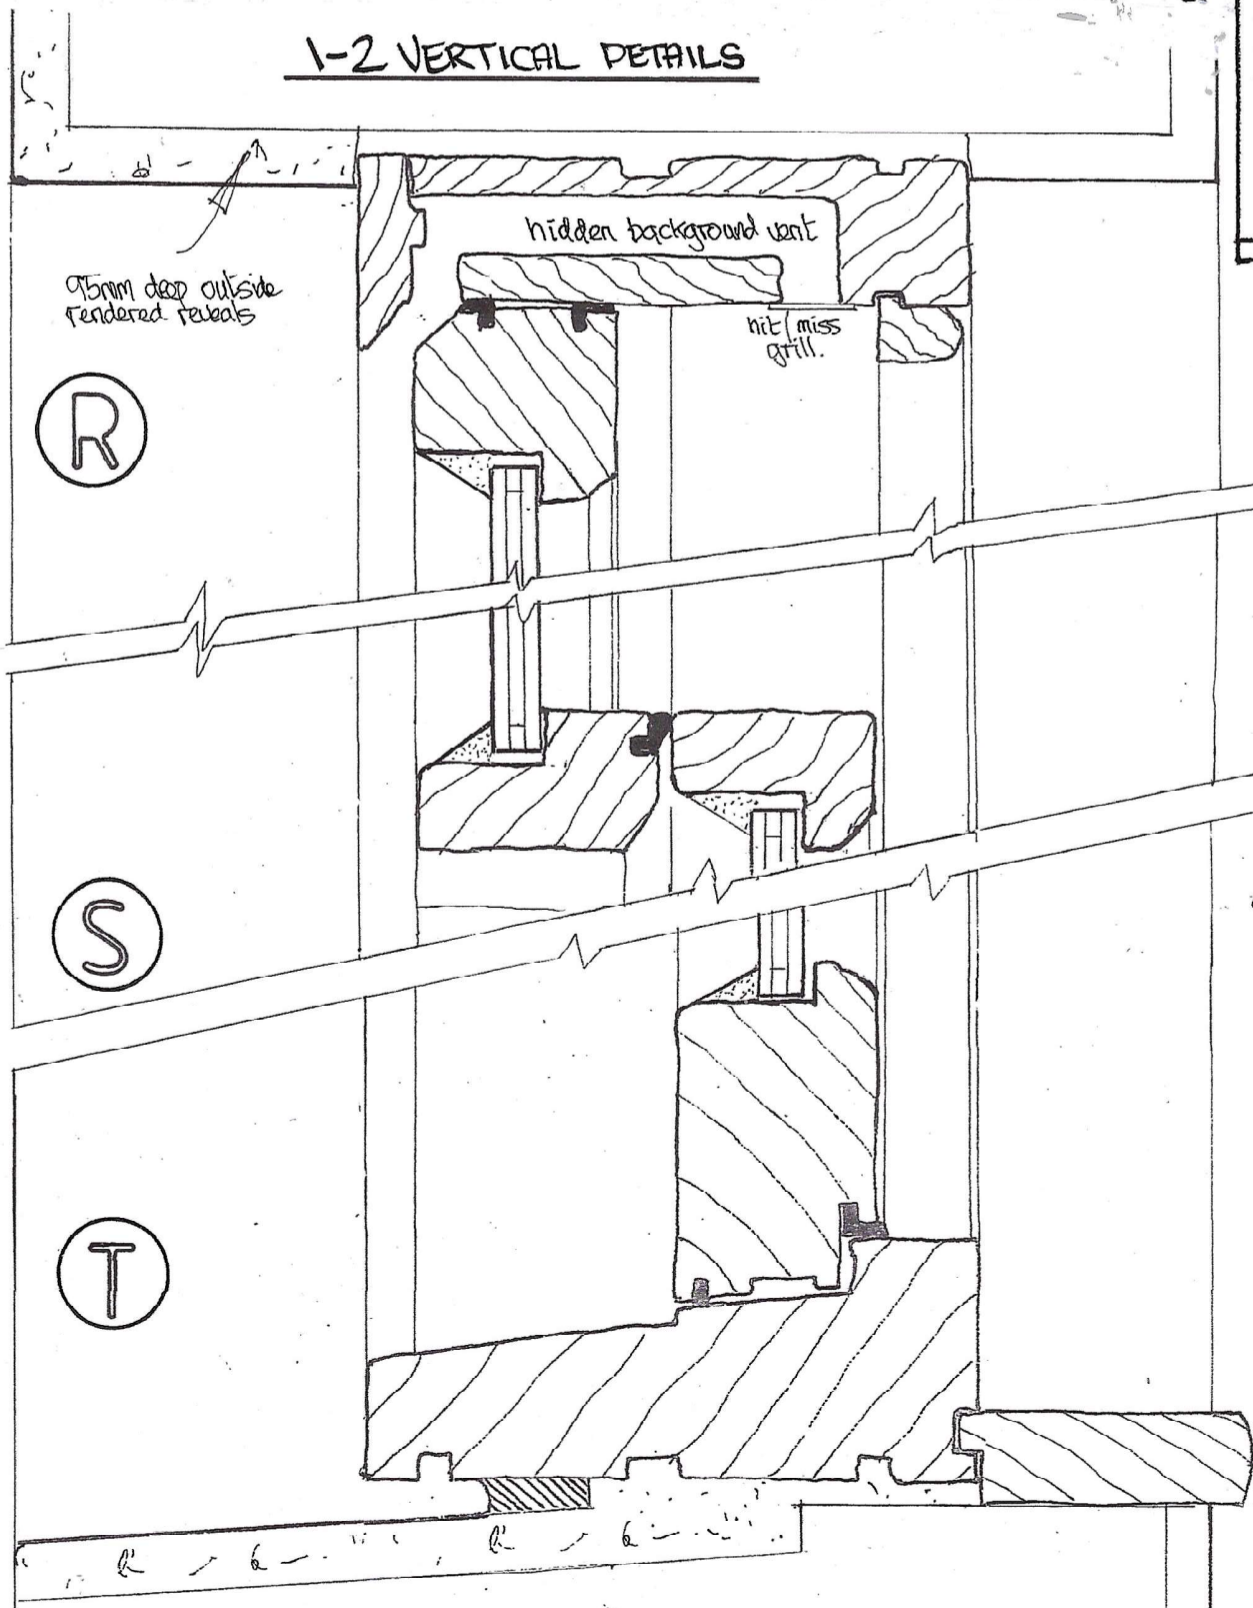 1-2 VERTICAL DETAILS
hidden background vent
95mm deep outside
rendered reveals
hit/miss
grill.
R
S
T